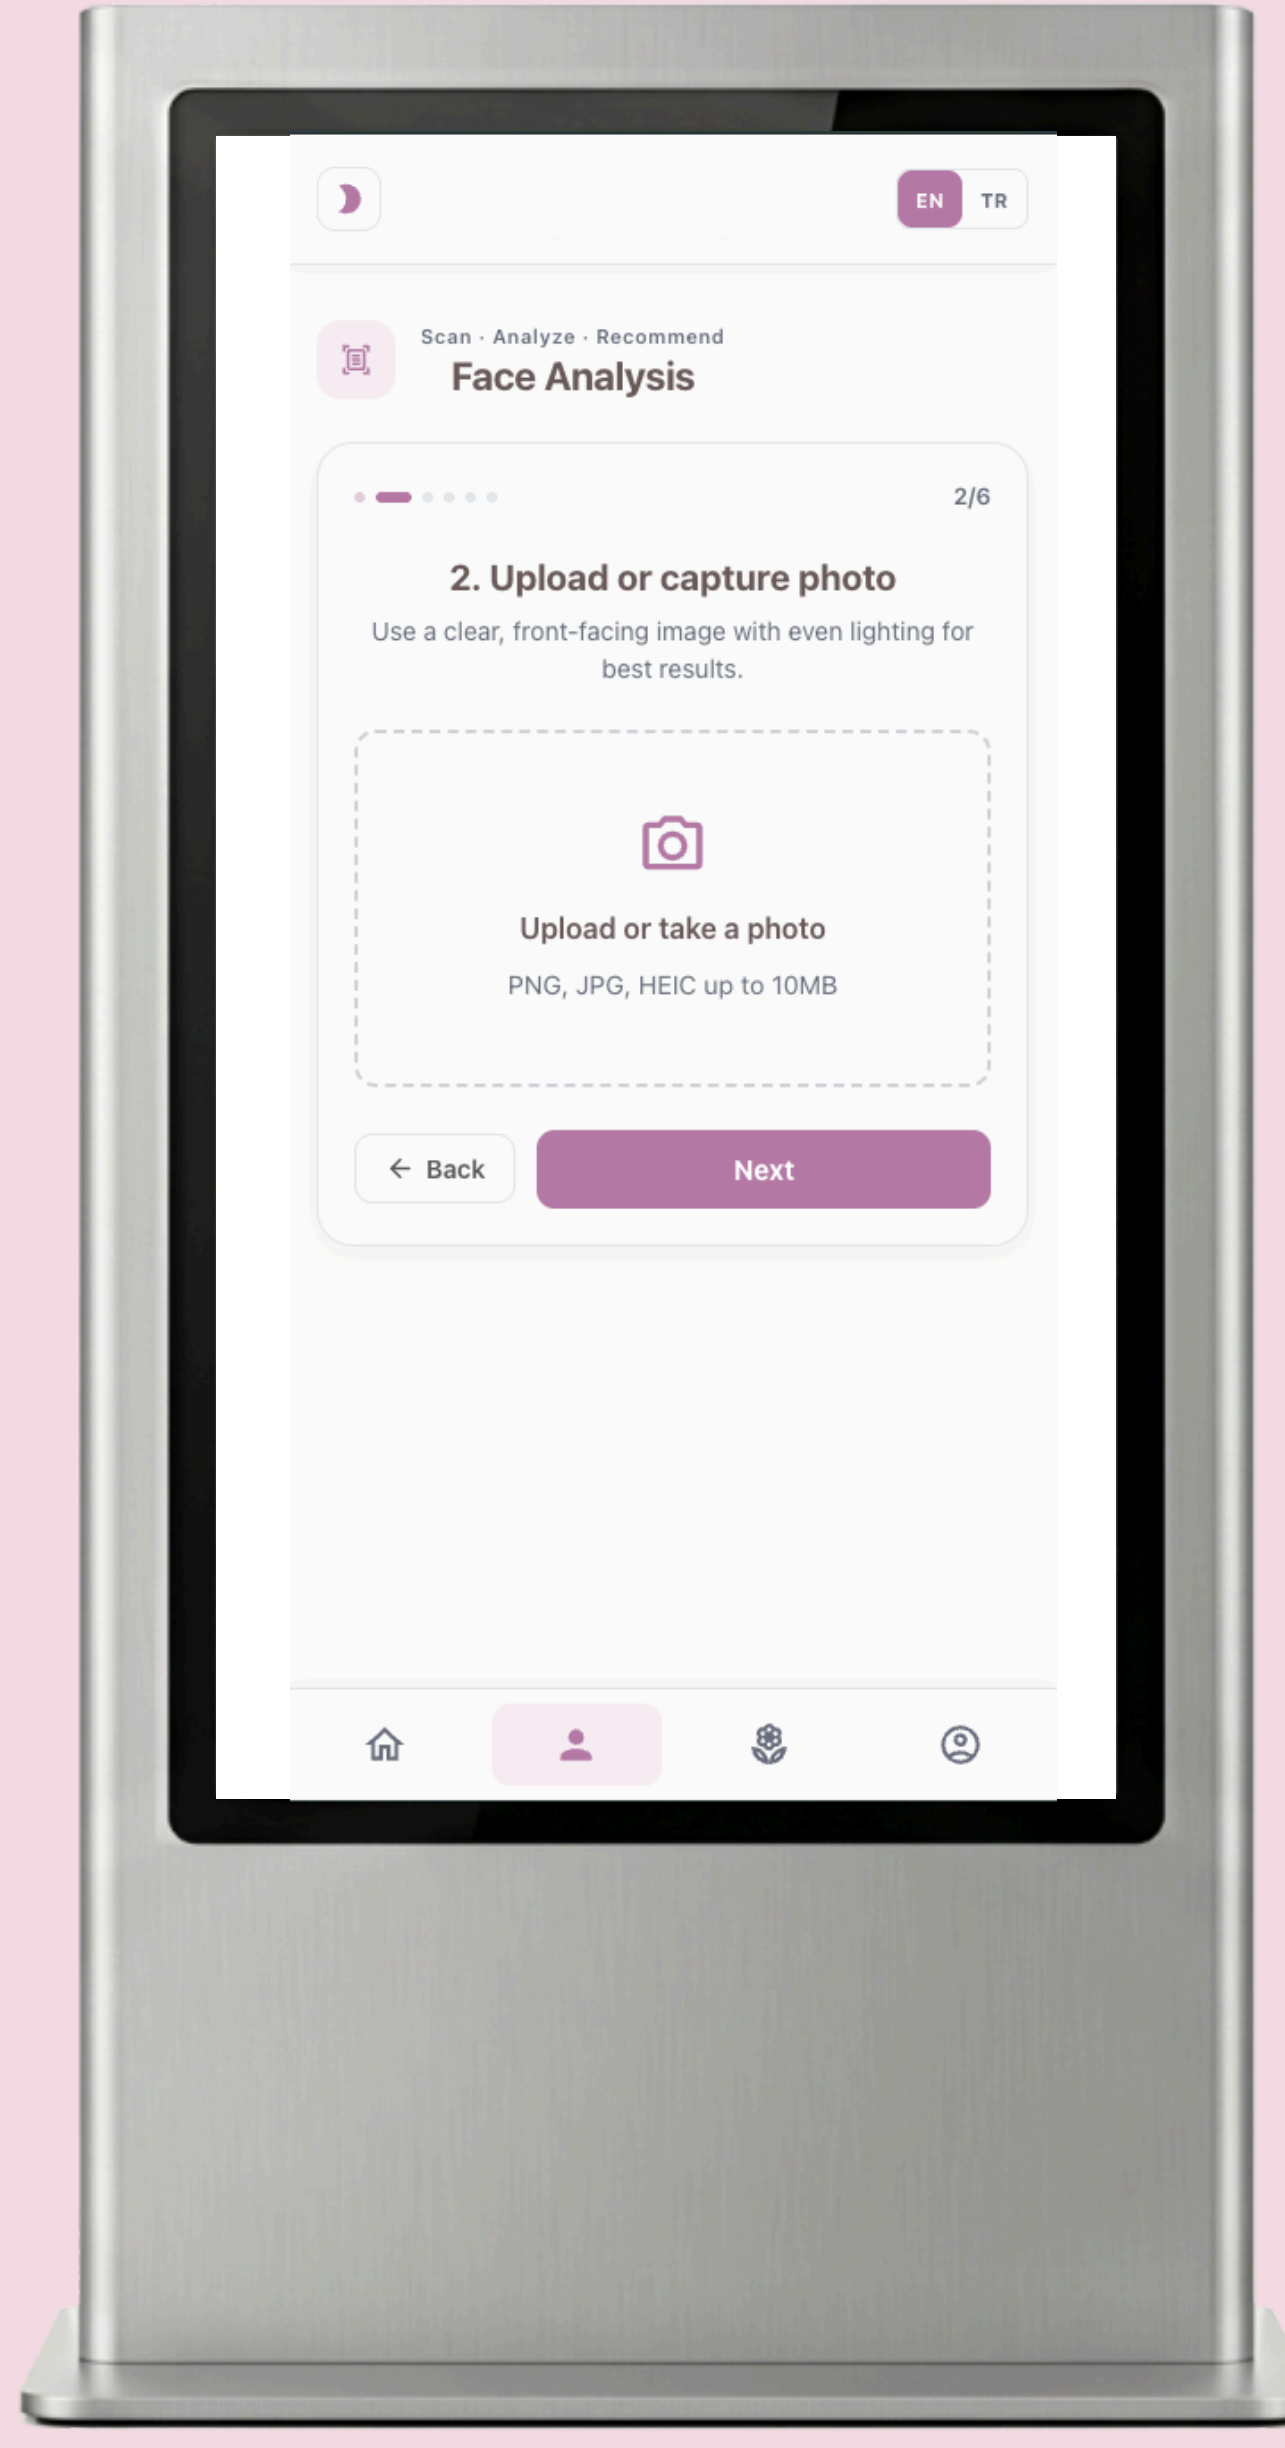 EN TR
Scan · Analyze · Recommend
Face Analysis
2/6
2. Upload or capture photo
Use a clear, front-facing image with even lighting for
best results.
Upload or take a photo
PNG, JPG, HEIC up to 10MB
← Back
Next